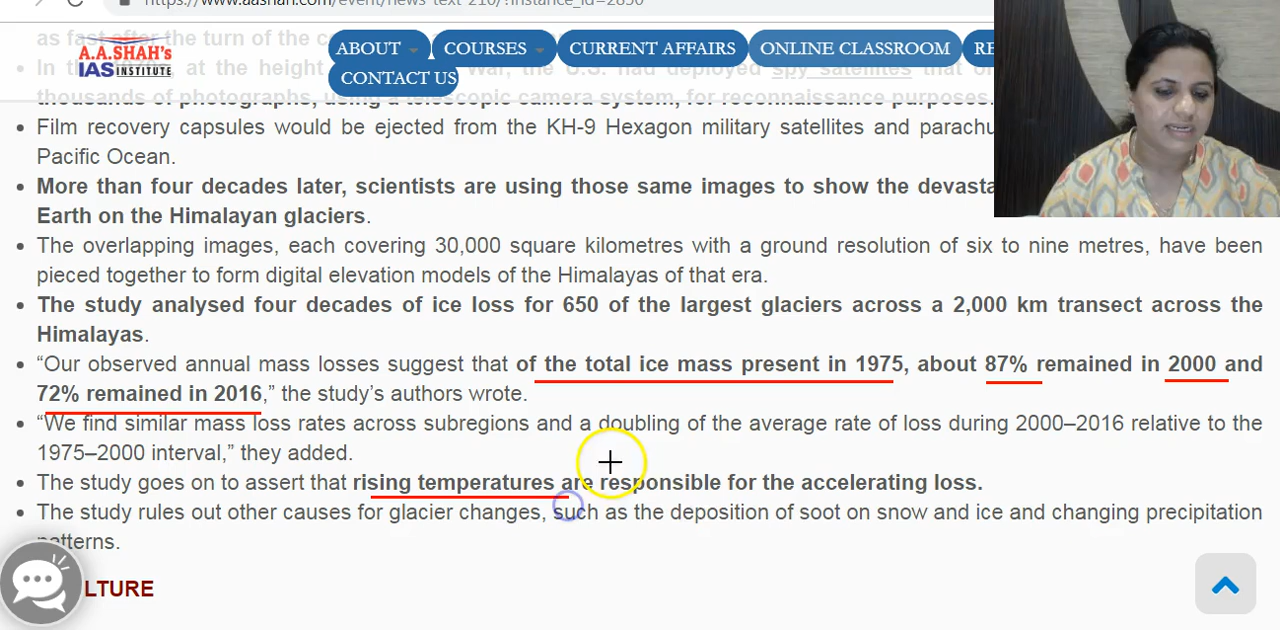 https://www.aashah.com/event/news-text-210/?instance_id=2850
A.A.SHAH'S
IAS INSTITUTE
ABOUT
COURSES
CURRENT AFFAIRS
ONLINE CLASSROOM
RE
CONTACT US
as fast after the turn of the
In at the height War, the U.S. had deployed spy satellites that
thousands of photographs, using a telescopic camera system, for reconnaissance purposes.
Film recovery capsules would be ejected from the KH-9 Hexagon military satellites and parachu
Pacific Ocean.
More than four decades later, scientists are using those same images to show the devasta
Earth on the Himalayan glaciers.
The overlapping images, each covering 30,000 square kilometres with a ground resolution of six to nine metres, have been
pieced together to form digital elevation models of the Himalayas of that era.
The study analysed four decades of ice loss for 650 of the largest glaciers across a 2,000 km transect across the
Himalayas.
“Our observed annual mass losses suggest that of the total ice mass present in 1975, about 87% remained in 2000 and
72% remained in 2016,” the study’s authors wrote.
“We find similar mass loss rates across subregions and a doubling of the average rate of loss during 2000–2016 relative to the
1975–2000 interval,” they added.
The study goes on to assert that rising temperatures are responsible for the accelerating loss.
The study rules out other causes for glacier changes, such as the deposition of soot on snow and ice and changing precipitation
patterns.
LTURE